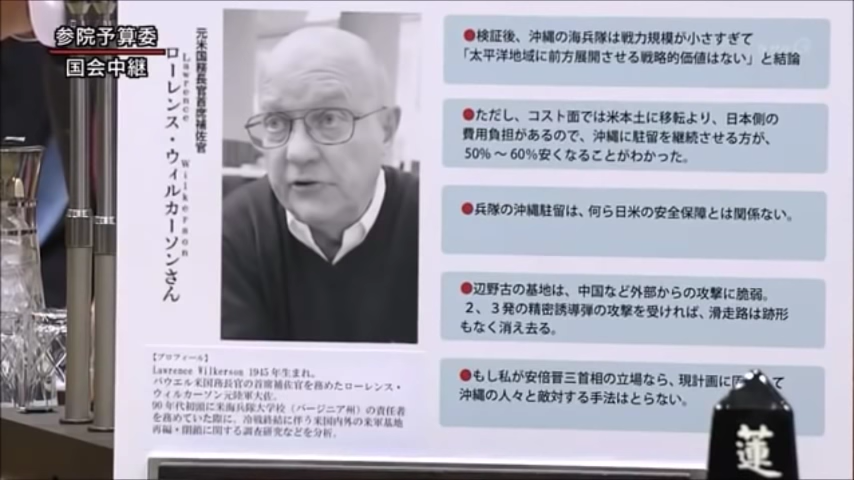 参院予算委
国会中継
元米国務長官首席補佐官
Lawrence Wilkerson
ローレンス・ウィルカーソンさん
【プロフィール】
Lawrence Wilkerson 1945年生まれ。
パウエル米国務長官の首席補佐官を務めたローレンス・
ウィルカーソン元陸軍大佐。
90年代初頭に米海兵隊大学校（バージニア州）の責任者
を務めていた際に、冷戦終結に伴う米国内外の米軍基地
再編・閉鎖に関する調査研究などを分析。
●検証後、沖縄の海兵隊は戦力規模が小さすぎて
「太平洋地域に前方展開させる戦略的価値はない」と結論
●ただし、コスト面では米本土に移転より、日本側の
費用負担があるので、沖縄に駐留を継続させる方が、
50%～60%安くなることがわかった。
●兵隊の沖縄駐留は、何ら日米の安全保障とは関係ない。
●辺野古の基地は、中国など外部からの攻撃に脆弱。
２、３発の精密誘導弾の攻撃を受ければ、滑走路は跡形
もなく消え去る。
●もし私が安倍晋三首相の立場なら、現計画に
て
沖縄の人々と敵対する手法はとらない。
蓮